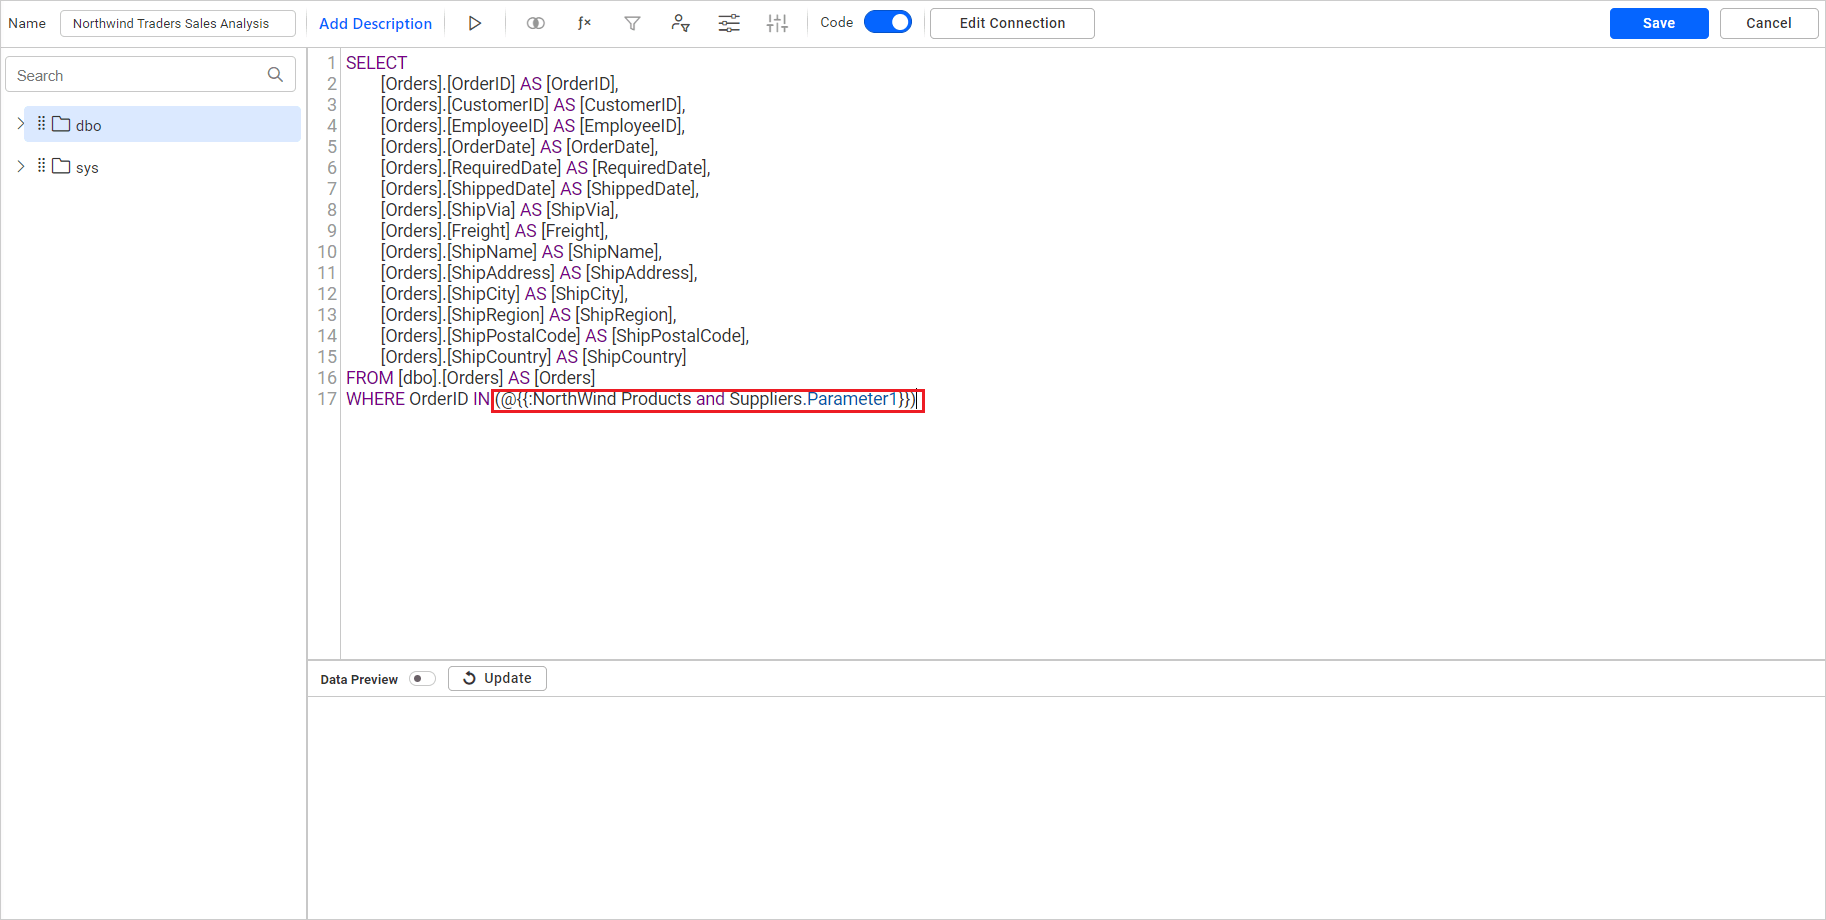 Name Northwind Traders Sales Analysis Add Description ƒx Code Edit Connection Save Cancel
Search
dbo
sys
1 SELECT
2 [Orders].[OrderID] AS [OrderID],
3 [Orders].[CustomerID] AS [CustomerID],
4 [Orders].[EmployeeID] AS [EmployeeID],
5 [Orders].[OrderDate] AS [OrderDate],
6 [Orders].[RequiredDate] AS [RequiredDate],
7 [Orders].[ShippedDate] AS [ShippedDate],
8 [Orders].[ShipVia] AS [ShipVia],
9 [Orders].[Freight] AS [Freight],
10 [Orders].[ShipName] AS [ShipName],
11 [Orders].[ShipAddress] AS [ShipAddress],
12 [Orders].[ShipCity] AS [ShipCity],
13 [Orders].[ShipRegion] AS [ShipRegion],
14 [Orders].[ShipPostalCode] AS [ShipPostalCode],
15 [Orders].[ShipCountry] AS [ShipCountry]
16 FROM [dbo].[Orders] AS [Orders]
17 WHERE OrderID IN (@{{:NorthWind Products and Suppliers.Parameter1}})
Data Preview Update